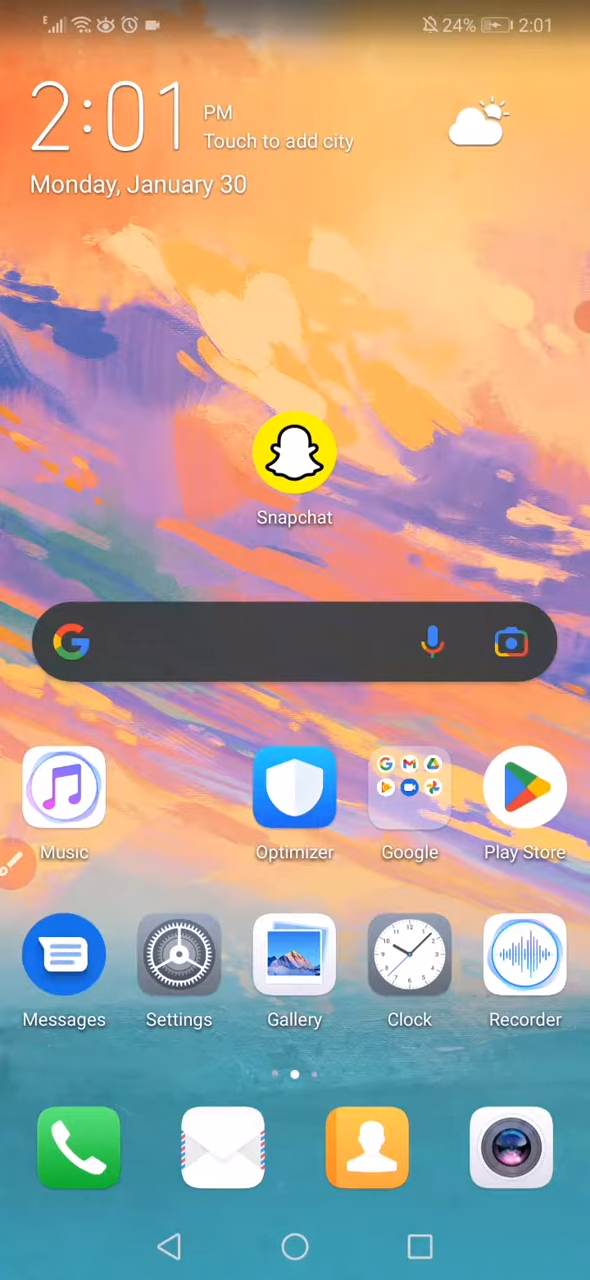 E 24% 2:01
2:01 PM
Touch to add city
Monday, January 30
Snapchat
Music Optimizer Google Play Store
Messages Settings Gallery Clock Recorder